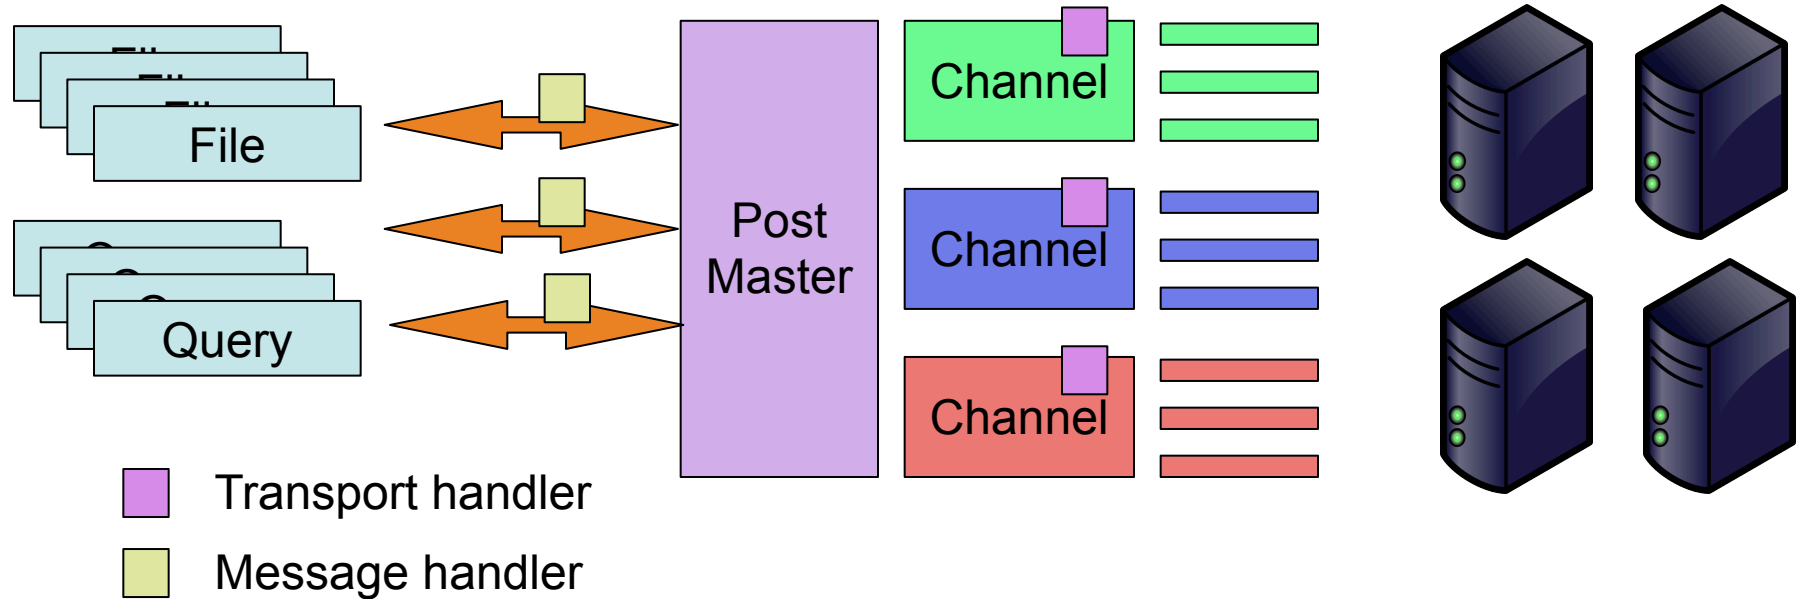 File
Query
Post
Master
Channel
Channel
Channel
Transport handler
Message handler